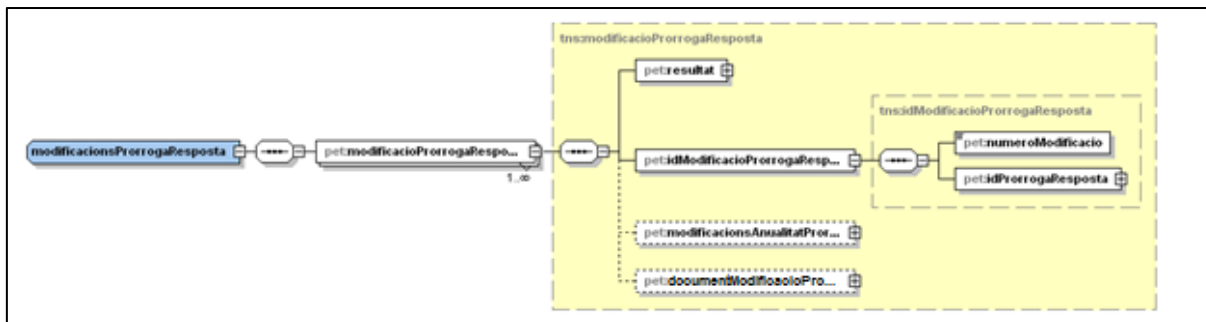 tns:modificacioProrrogaResposta
pet:resultat
tns:idModificacioProrrogaResposta
pet:numeroModificacio
modificacionsProrrogaResposta
pet:modificacioProrrogaRespo...
pet:idModificacioProrrogaResp...
1..∞
pet:idProrrogaResposta
pet:modificacionsAnualitatPror...
pet:documentModificacioPro...